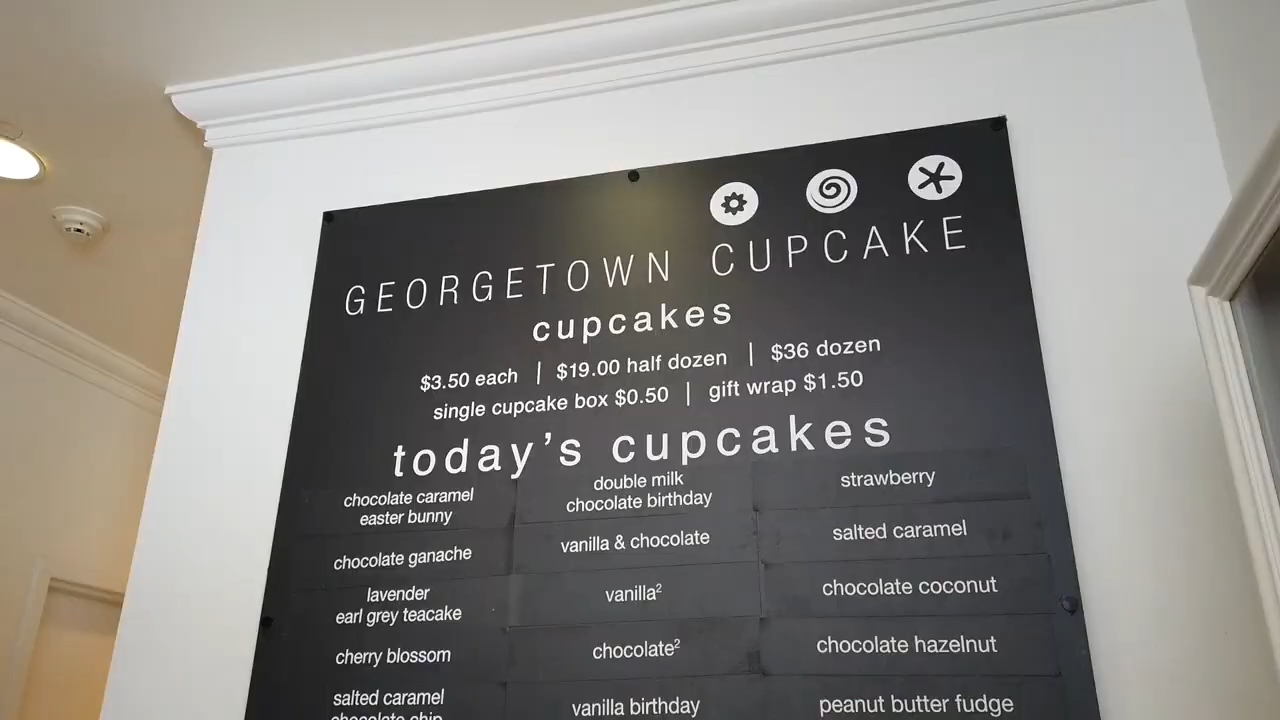 GEORGETOWN CUPCAKE
cupcakes
$3.50 each | $19.00 half dozen | $36 dozen
single cupcake box $0.50 | gift wrap $1.50
today's cupcakes
chocolate caramel
easter bunny
chocolate ganache
lavender
earl grey teacake
cherry blossom
salted caramel
chocolate chip
double milk
chocolate birthday
vanilla & chocolate
vanilla²
chocolate²
vanilla birthday
strawberry
salted caramel
chocolate coconut
chocolate hazelnut
peanut butter fudge